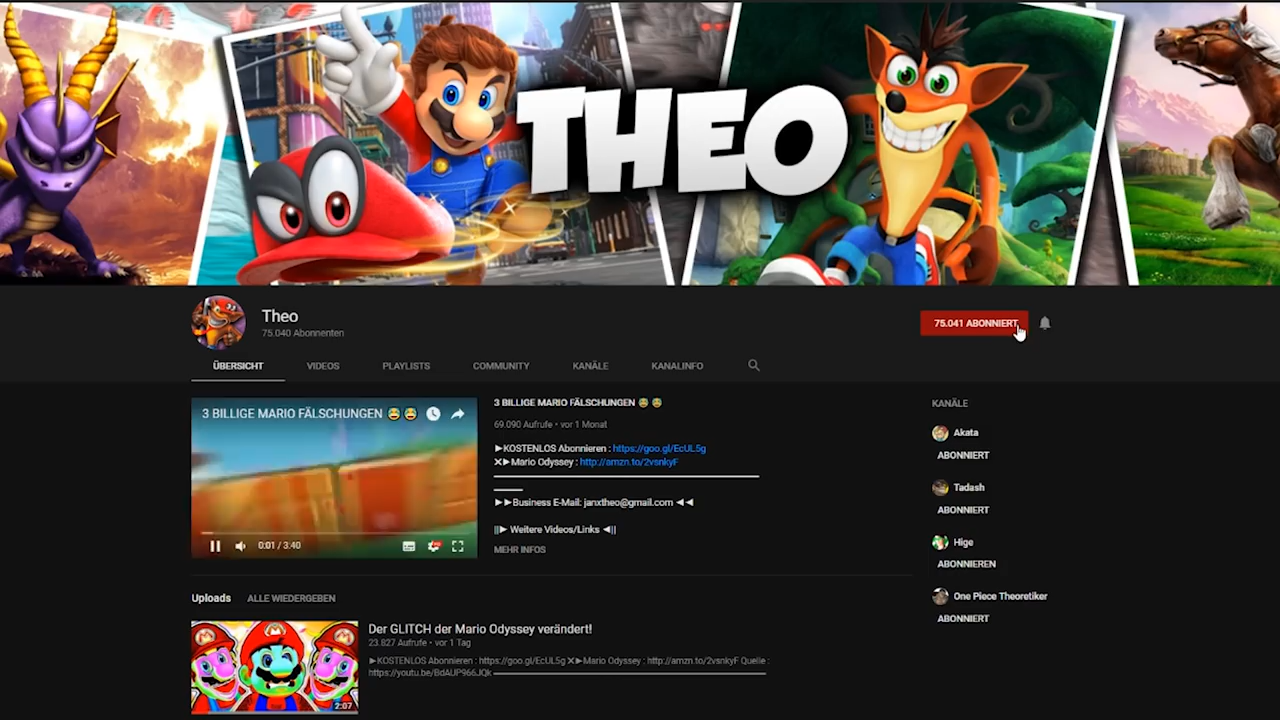 THEO
Theo
75.040 Abonnenten
75.041 ABONNIERT
ÜBERSICHT VIDEOS PLAYLISTS COMMUNITY KANÄLE KANALINFO
3 BILLIGE MARIO FÄLSCHUNGEN 😂 😂
0:01 / 3:40
3 BILLIGE MARIO FÄLSCHUNGEN 😂 😂
69.090 Aufrufe • vor 1 Monat
►KOSTENLOS Abonnieren : https://goo.gl/EcUL5g
✕►Mario Odyssey : http://amzn.to/2vsnkyF
►►Business E-Mail: janxtheo@gmail.com ◄◄
||► Weitere Videos/Links ◄||
MEHR INFOS
KANÄLE
Akata
ABONNIERT
Tadash
ABONNIERT
Hige
ABONNIEREN
One Piece Theoretiker
ABONNIERT
Uploads ALLE WIEDERGEBEN
2:07
Der GLITCH der Mario Odyssey verändert!
23.827 Aufrufe • vor 1 Tag
►KOSTENLOS Abonnieren : https://goo.gl/EcUL5g ✕►Mario Odyssey : http://amzn.to/2vsnkyF Quelle :
https://youtu.be/BdAUP966JQk